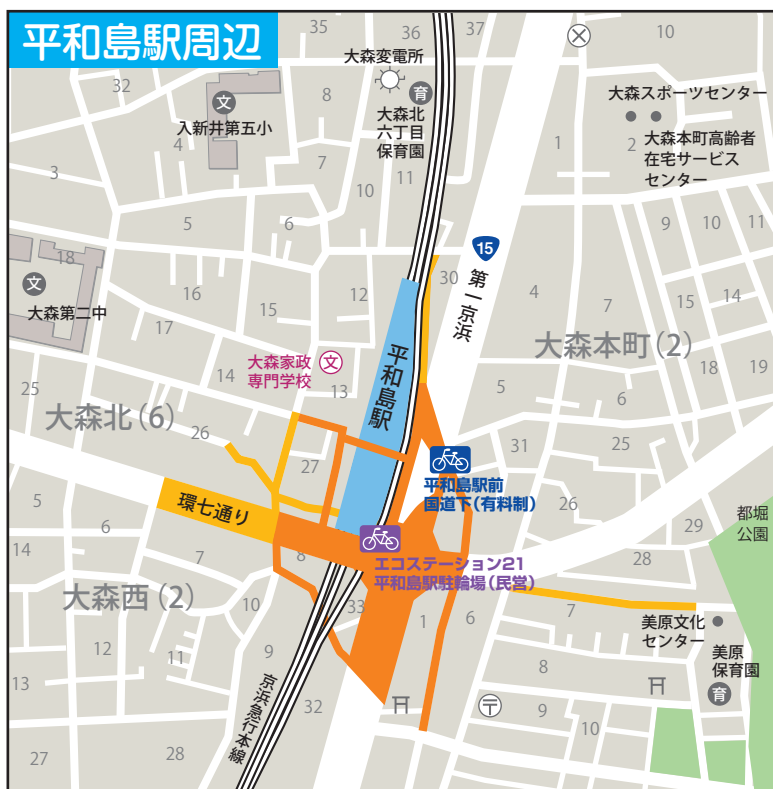 平和島駅周辺
35
36
37
10
32
大森変電所
8
育
大森北
六丁目
保育園
文
入新井第五小
4
7
3
10
11
1
大森スポーツセンター
2
大森本町高齢者
在宅サービス
センター
5
6
9
10
11
18
文
大森第二中
16
15
17
12
30
15
第一京浜
4
7
15
14
大森本町(2)
18
19
平和島駅
大森家政
専門学校
文
14
13
25
大森北(6)
26
27
5
6
31
25
平和島駅前
国道下(有料制)
26
29
都堀
公園
28
環七通り
5
6
14
7
8
エコステーション21
平和島駅駐輪場(民営)
大森西(2)
10
33
1
6
7
美原文化
センター
12
11
9
8
美原
保育園
育
13
京浜急行本線
32
〒
9
10
27
28